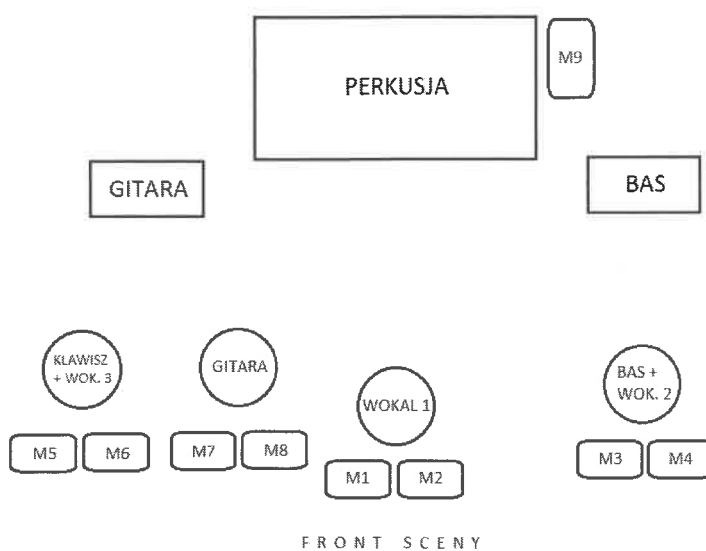 PERKUSJA
M9
GITARA
BAS
KLAWISZ
+ WOK. 3
GITARA
WOKAL 1
BAS +
WOK. 2
M5
M6
M7
M8
M1
M2
M3
M4
FRONT SCENY